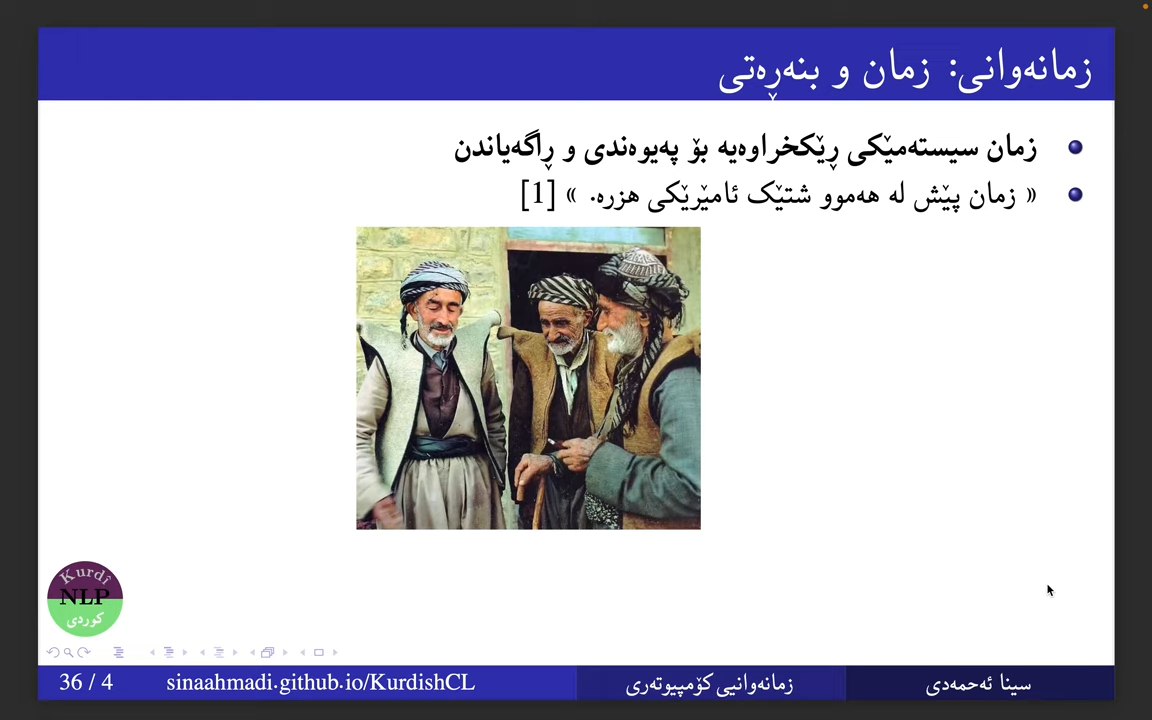 زمانەوانی: زمان و بنەڕەتی
زمان سیستەمێکی ڕێکخراوەیە بۆ پەیوەندی و ڕاگەیاندن
« زمان پێش لە هەموو شتێک ئامێرێکی هزرە. » [1]
Kurdî
NLP
کوردی
سینا ئەحمەدی
زمانەوانیی کۆمپیوتەری
sinaahmadi.github.io/KurdishCL
36 / 4